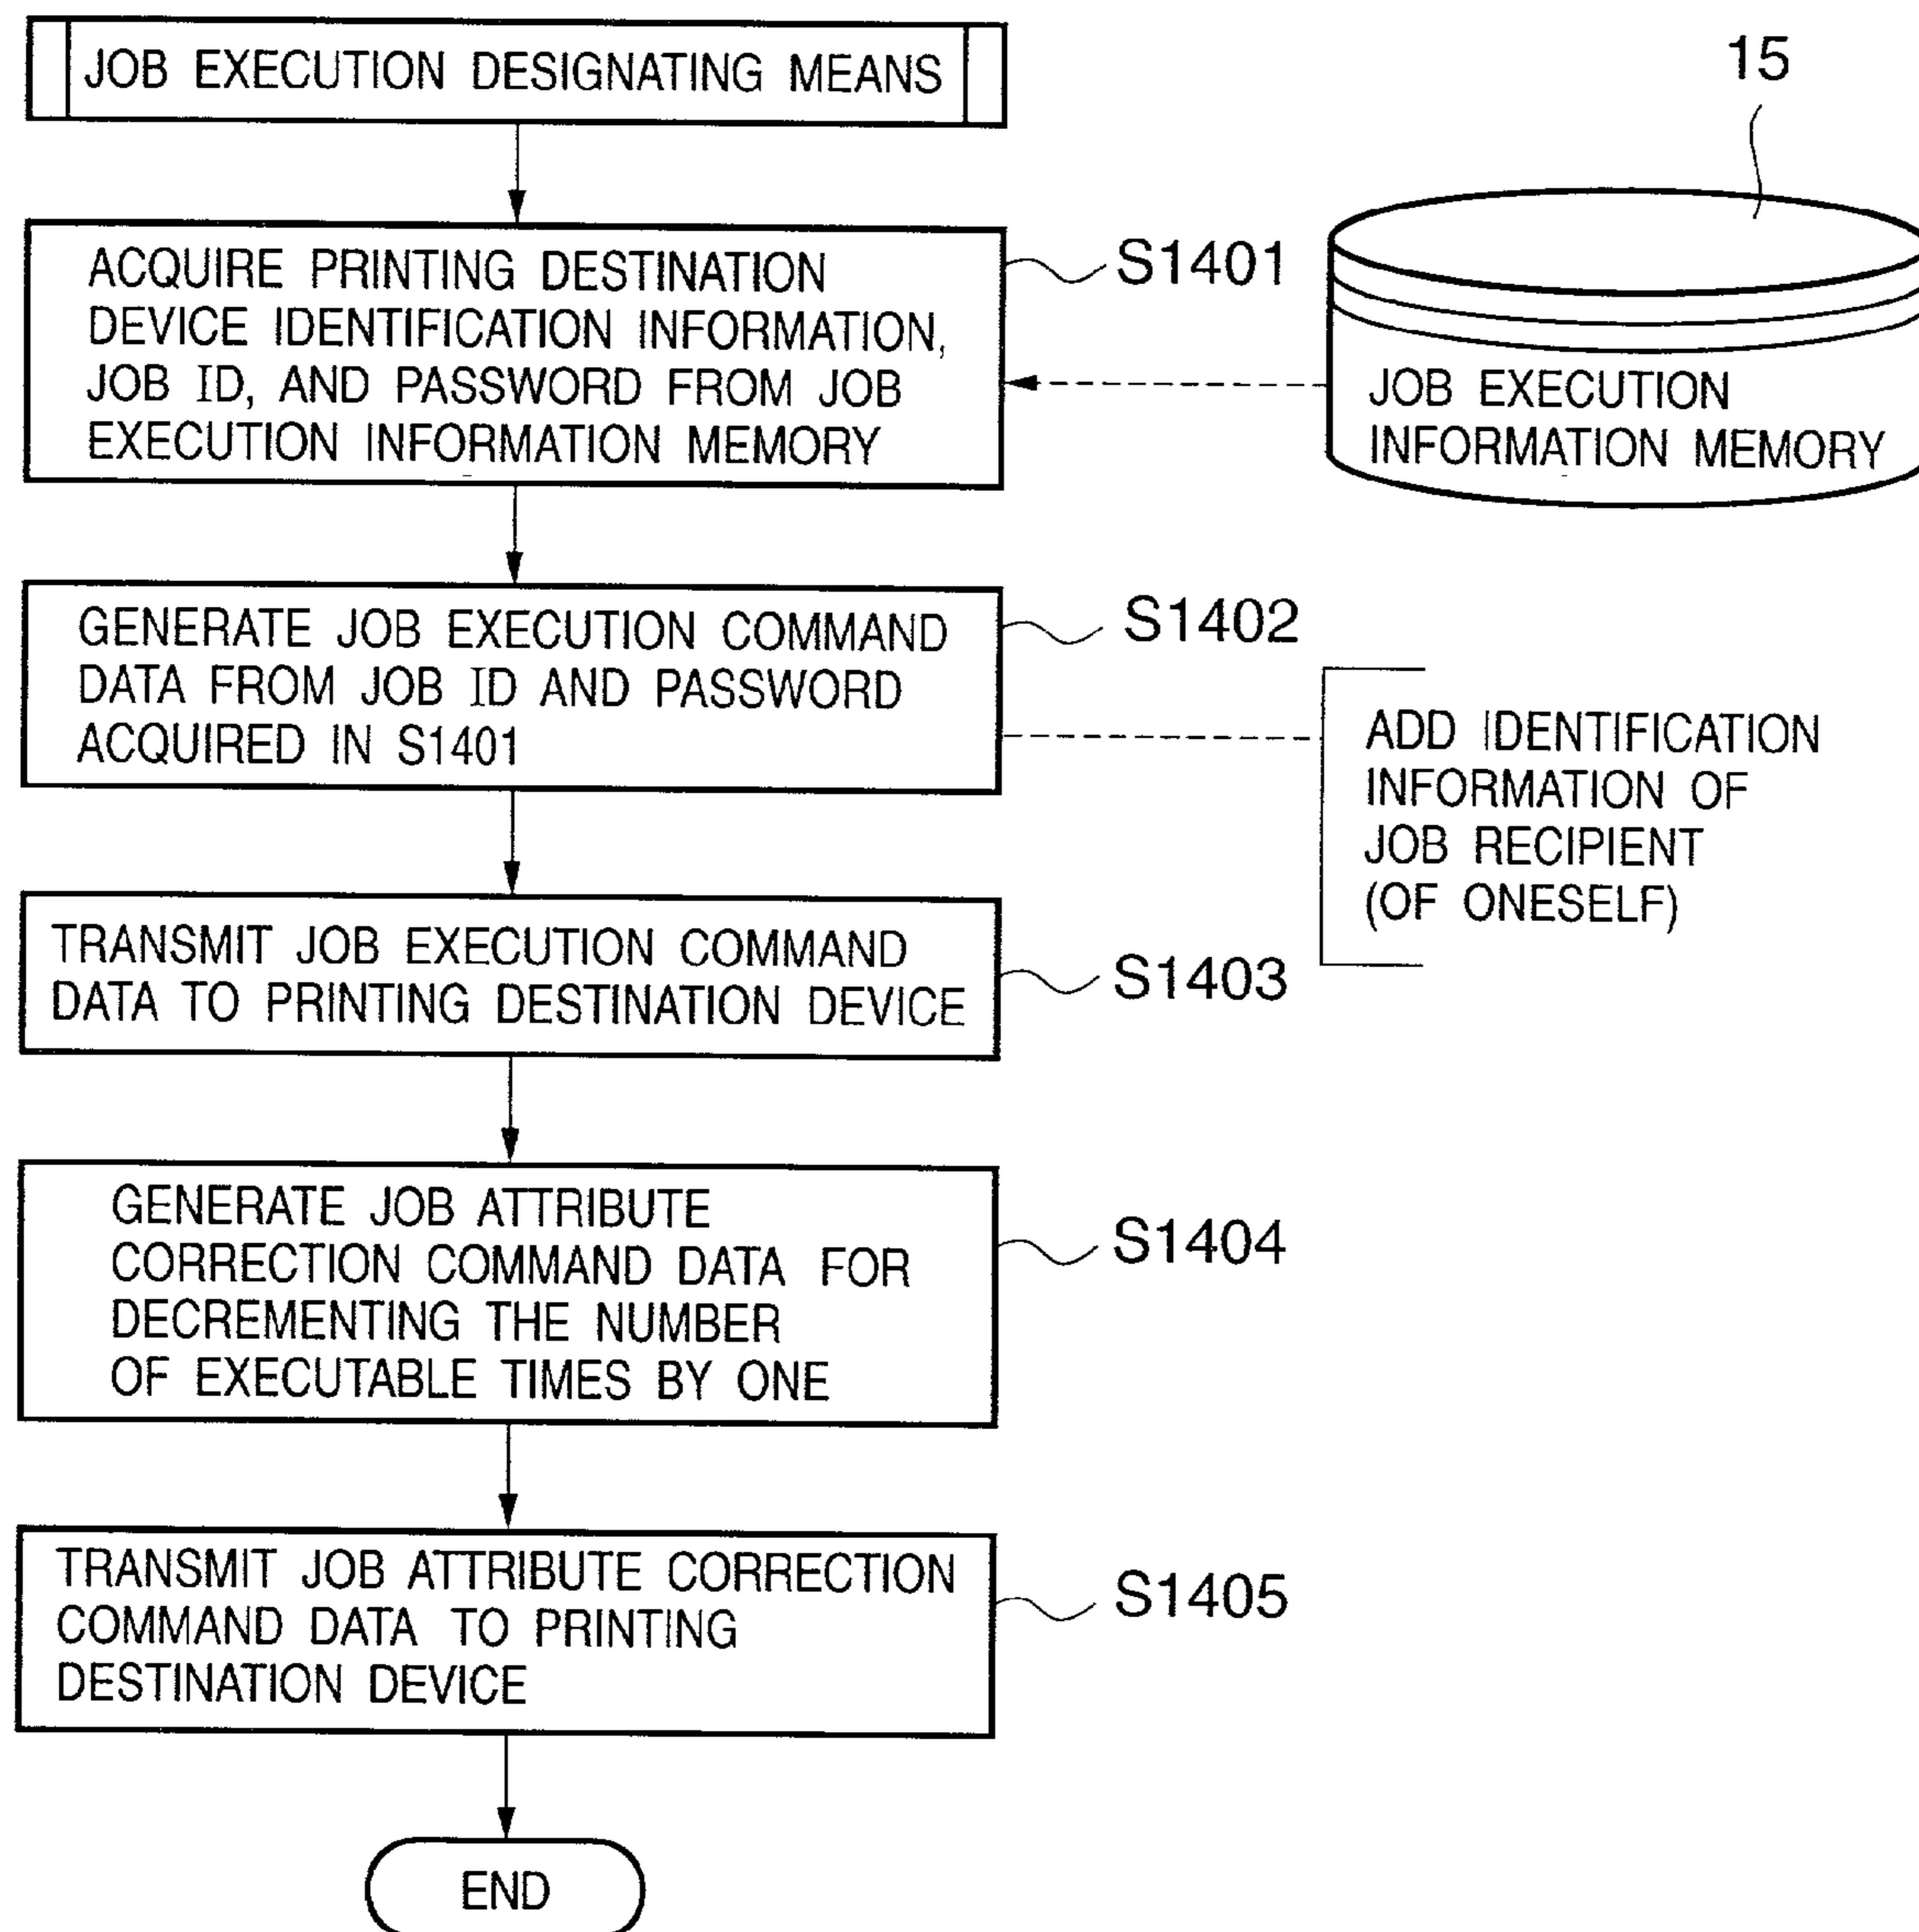 JOB EXECUTION DESIGNATING MEANS
15
ACQUIRE PRINTING DESTINATION
DEVICE IDENTIFICATION INFORMATION,
JOB ID, AND PASSWORD FROM JOB
EXECUTION INFORMATION MEMORY
S1401
JOB EXECUTION
INFORMATION MEMORY
GENERATE JOB EXECUTION COMMAND
DATA FROM JOB ID AND PASSWORD
ACQUIRED IN S1401
S1402
ADD IDENTIFICATION
INFORMATION OF
JOB RECIPIENT
(OF ONESELF)
TRANSMIT JOB EXECUTION COMMAND
DATA TO PRINTING DESTINATION DEVICE
S1403
GENERATE JOB ATTRIBUTE
CORRECTION COMMAND DATA FOR
DECREMENTING THE NUMBER
OF EXECUTABLE TIMES BY ONE
S1404
TRANSMIT JOB ATTRIBUTE CORRECTION
COMMAND DATA TO PRINTING
DESTINATION DEVICE
S1405
END